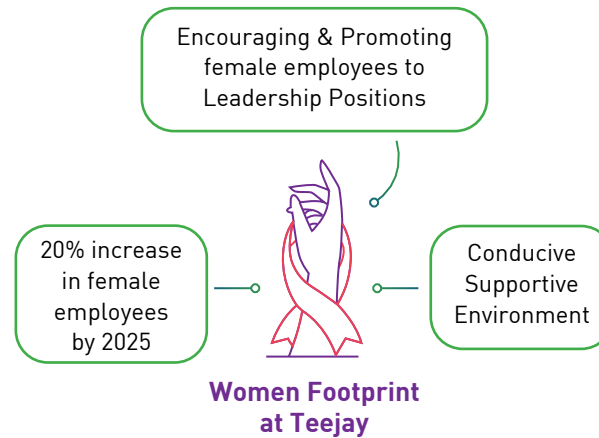 Encouraging & Promoting
female employees to
Leadership Positions
20% increase
in female
employees
by 2025
Conducive
Supportive
Environment
Women Footprint
at Teejay